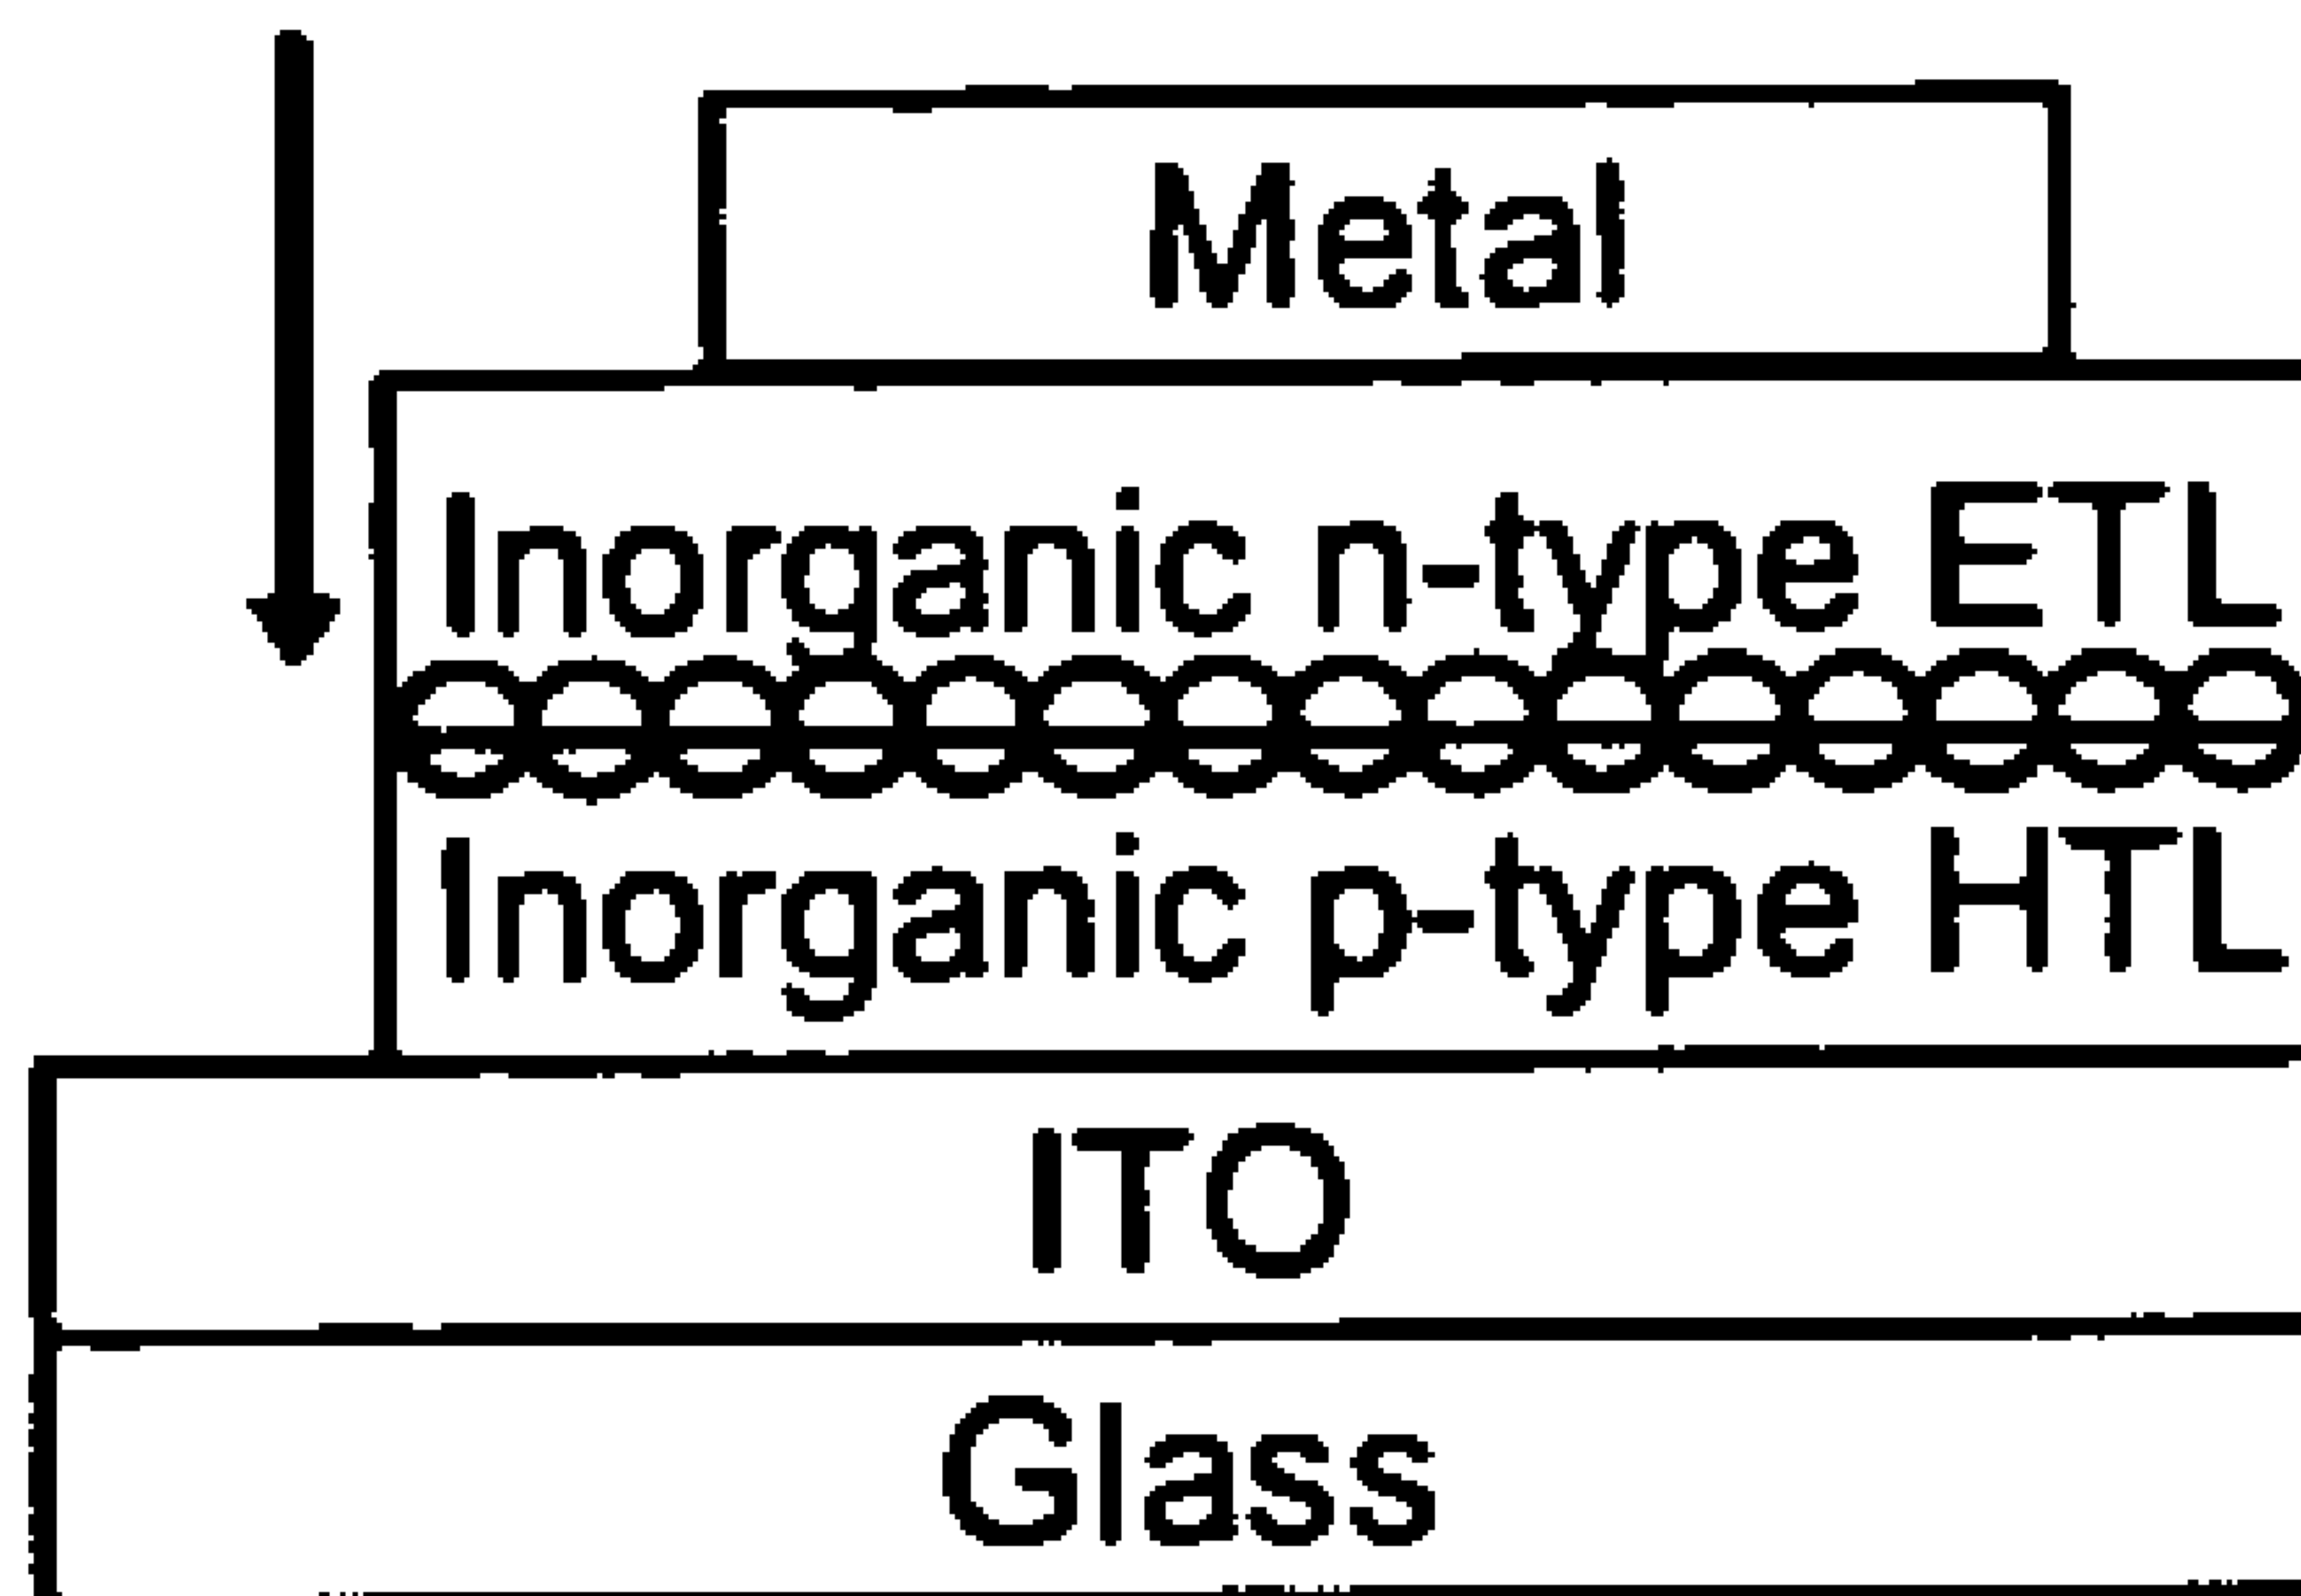 Metal
Inorganic n-type ETL
Inorganic p-type HTL
ITO
Glass